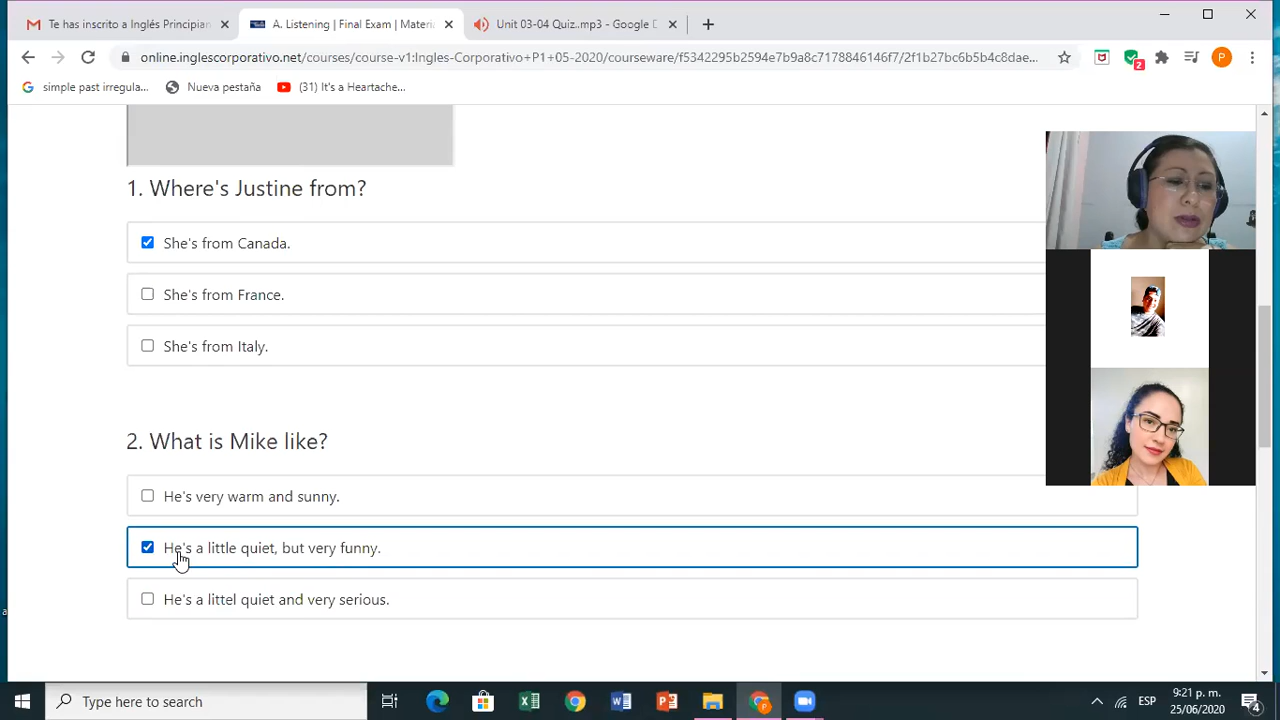 Te has inscrito a Inglés Principian
A. Listening | Final Exam | Materi
Unit 03-04 Quiz..mp3 - Google D
online.inglescorporativo.net/courses/course-v1:Ingles-Corporativo+P1+05-2020/courseware/f5342295b2594e7b9a8c7178846146f7/2f1b27bc6b5b4c8dae...
2
P
simple past irregula...
Nueva pestaña
(31) It's a Heartache...
1. Where's Justine from?
She's from Canada.
She's from France.
She's from Italy.
2. What is Mike like?
He's very warm and sunny.
He's a little quiet, but very funny.
He's a littel quiet and very serious.
Type here to search
ESP
9:21 p. m.
25/06/2020
4